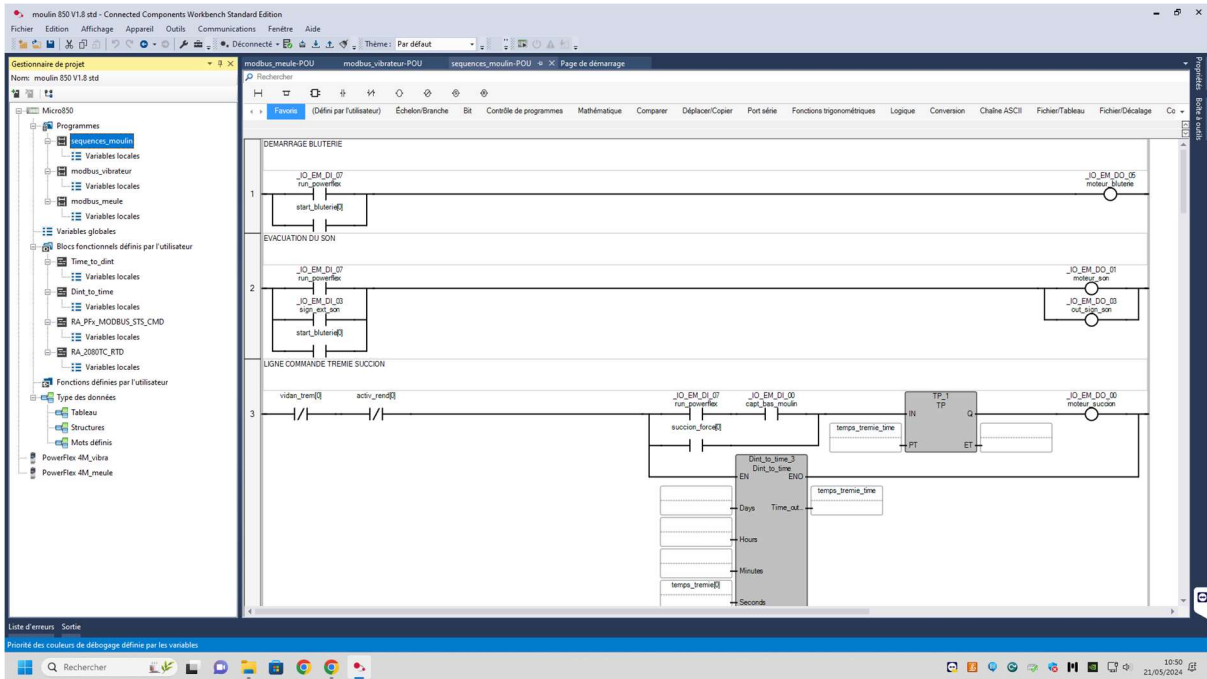 moulin 850 V1.8 std - Connected Components Workbench Standard Edition
Fichier Edition Affichage Appareil Outils Communications Fenêtre Aide
Déconnecté Thème: Par défaut
Gestionnaire de projet
Nom: moulin 850 V1.8 std
Micro850
Programmes
sequences_moulin
Variables locales
modbus_vibrateur
Variables locales
modbus_meule
Variables locales
Variables globales
Blocs fonctionnels définis par l'utilisateur
Time_to_dint
Variables locales
Dint_to_time
Variables locales
RA_PFx_MODBUS_STS_CMD
Variables locales
RA_2080TC_RTD
Variables locales
Fonctions définies par l'utilisateur
Type des données
Tableau
Structures
Mots définis
PowerFlex 4M_vibra
PowerFlex 4M_meule
modbus_meule-POU modbus_vibrateur-POU sequences_moulin-POU Page de démarrage
Rechercher
Favoris (Défini par l'utilisateur) Échelon/Branche Bit Contrôle de programmes Mathématique Comparer Déplacer/Copier Port série Fonctions trigonométriques Logique Conversion Chaîne ASCII Fichier/Tableau Fichier/Décalage Co
DEMARRAGE BLUTERIE
_IO_EM_DI_07 _IO_EM_DO_05
run_powerflex moteur_bluterie
1
start_bluterie[0]
EVACUATION DU SON
_IO_EM_DI_07 _IO_EM_DO_01
run_powerflex moteur_son
2
_IO_EM_DI_03 _IO_EM_DO_03
sign_ext_son out_sign_son
start_bluterie[0]
LIGNE COMMANDE TREMIE SUCCION
vidan_trem[0] activ_rend[0] _IO_EM_DI_07 _IO_EM_DI_00 TP_1 _IO_EM_DO_00
run_powerflex capt_bas_moulin TP moteur_succion
3 IN Q
succion_force[0] temps_tremie_time
PT ET
Dint_to_time_3
Dint_to_time
EN ENO
temps_tremie_time
Days Time_out..
Hours
Minutes
temps_tremie[0]
Seconds
Propriétés
Boîte à outils
Liste d'erreurs Sortie
Priorité des couleurs de débogage définie par les variables
Rechercher
10:50
21/05/2024